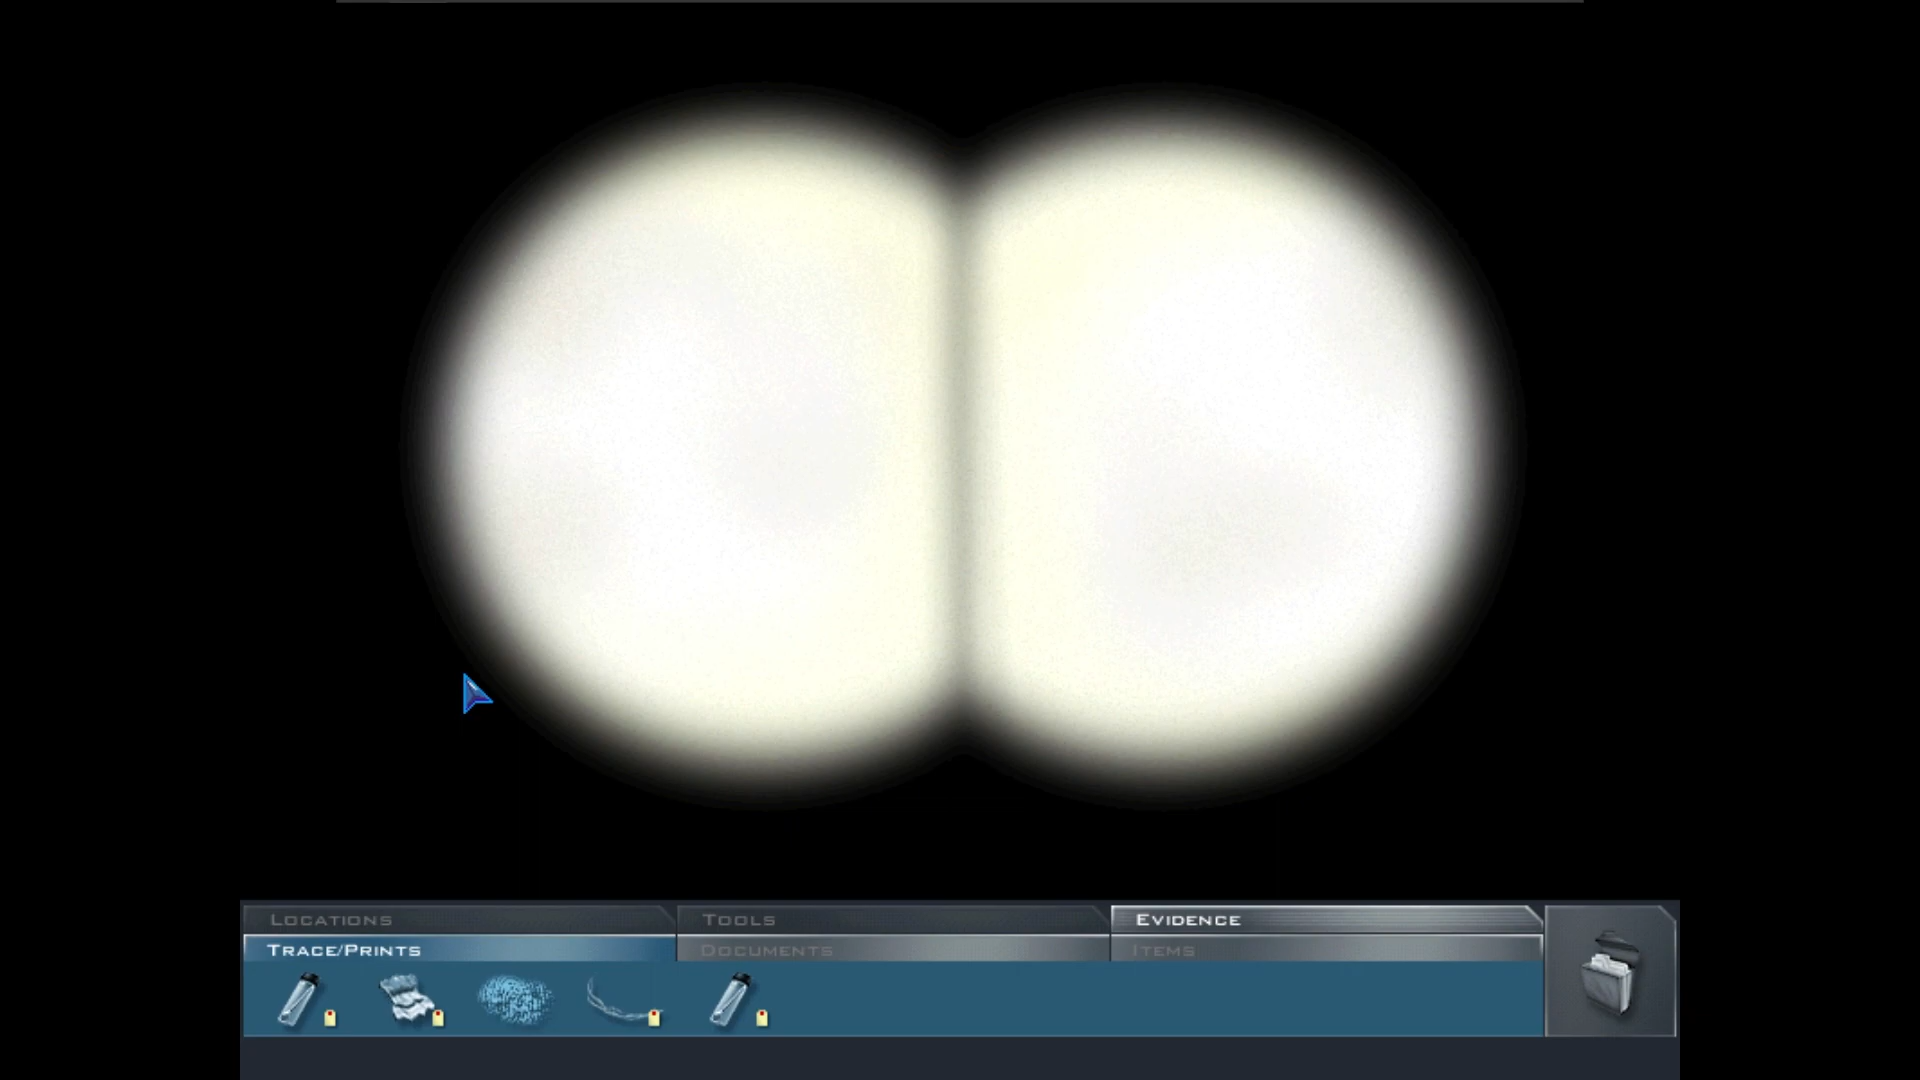 LOCATIONS
TOOLS
EVIDENCE
TRACE/PRINTS
DOCUMENTS
ITEMS